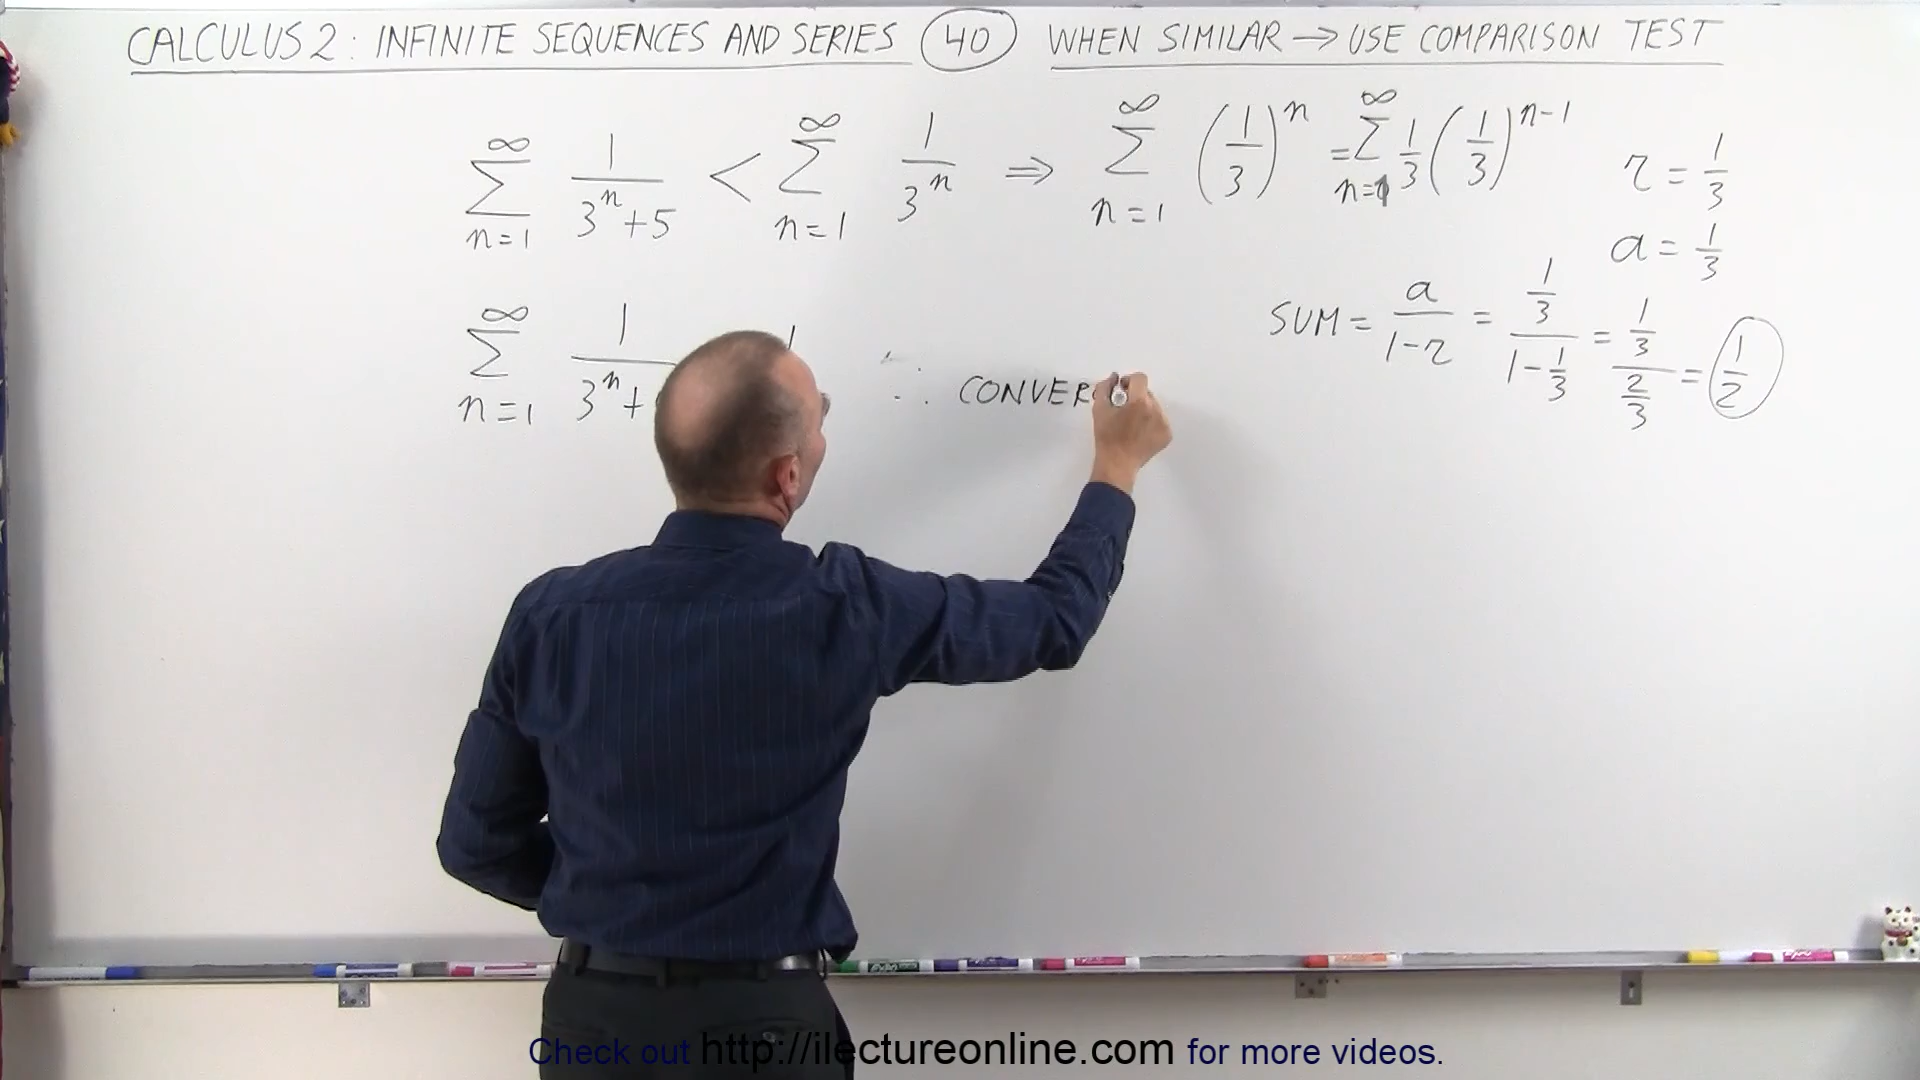 CALCULUS 2: INFINITE SEQUENCES AND SERIES (40) WHEN SIMILAR → USE COMPARISON TEST
∞∑n=1 1/(3^n+5) < ∞∑n=1 1/3^n ⇒ ∞∑n=1 (1/3)^n = ∞∑n=1 1/3 (1/3)^(n-1) r = 1/3
a = 1/3
SUM = a/(1-r) = (1/3)/(1-1/3) = (1/3)/(2/3) = 1/2
∞∑n=1 1/(3^n+ 1 ∴ CONVER
Check out http://ilectureonline.com for more videos.